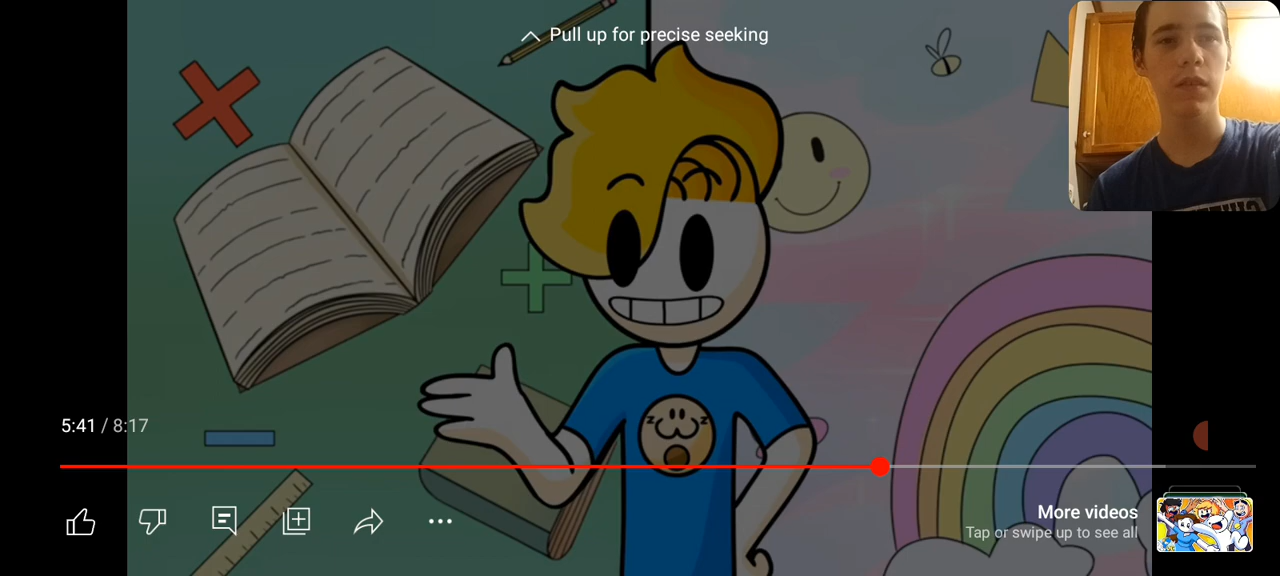 Pull up for precise seeking
5:41 / 8:17
More videos
Tap or swipe up to see all